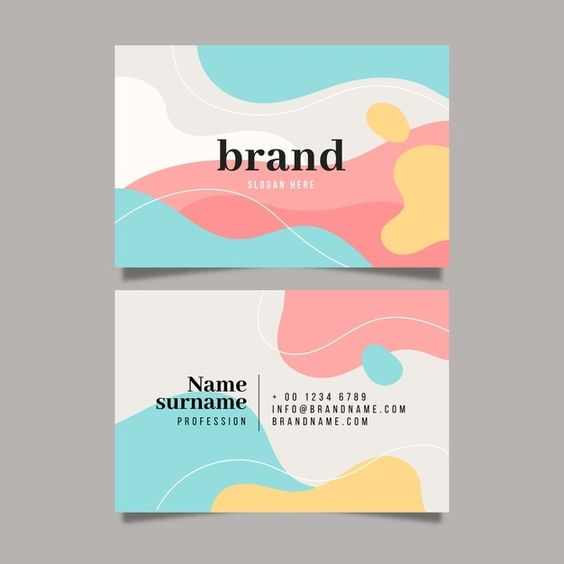 brand
SLOGAN HERE
Name
surname
PROFESSION
+ 00 1234 6789
INFO@BRANDNAME.COM
BRANDNAME.COM